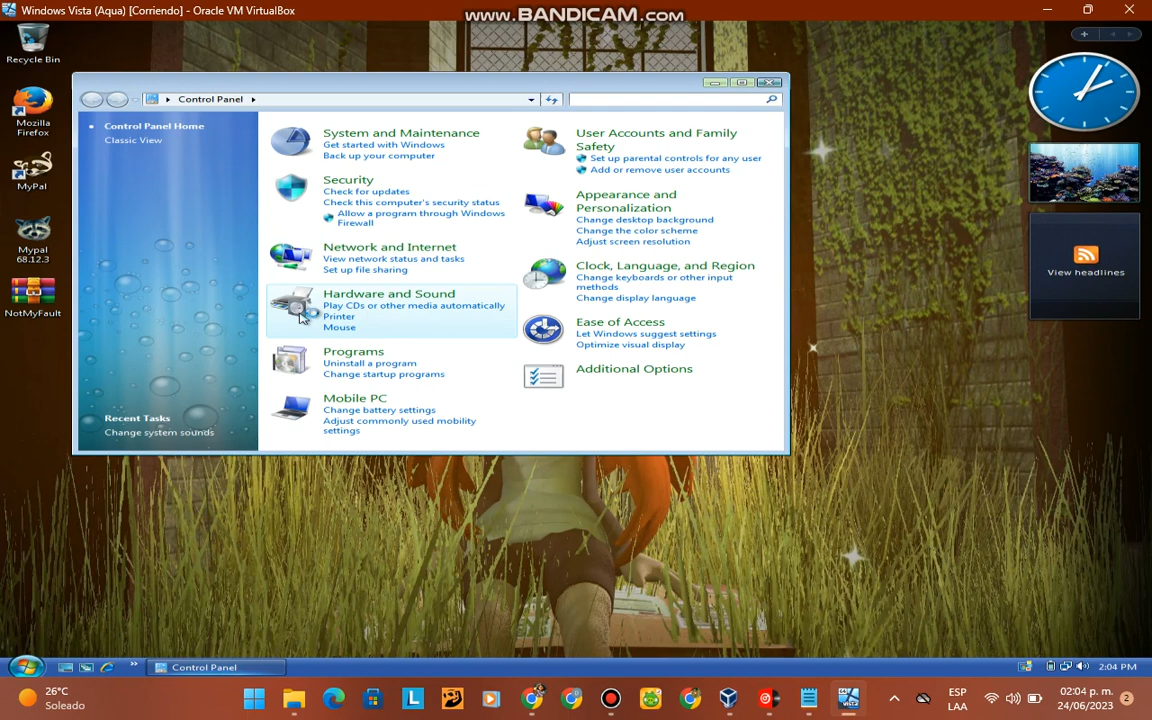 Windows Vista (Aqua) [Corriendo] - Oracle VM VirtualBox
www.BANDICAM.com
Recycle Bin
Mozilla
Firefox
MyPal
Mypal
68.12.3
NotMyFault
Control Panel
Control Panel Home
Classic View
Recent Tasks
Change system sounds
System and Maintenance
Get started with Windows
Back up your computer
Security
Check for updates
Check this computer's security status
Allow a program through Windows
Firewall
Network and Internet
View network status and tasks
Set up file sharing
Hardware and Sound
Play CDs or other media automatically
Printer
Mouse
Programs
Uninstall a program
Change startup programs
Mobile PC
Change battery settings
Adjust commonly used mobility
settings
User Accounts and Family
Safety
Set up parental controls for any user
Add or remove user accounts
Appearance and
Personalization
Change desktop background
Change the color scheme
Adjust screen resolution
Clock, Language, and Region
Change keyboards or other input
methods
Change display language
Ease of Access
Let Windows suggest settings
Optimize visual display
Additional Options
View headlines
Control Panel
2:04 PM
26°C
Soleado
VISTA
ESP
LAA
02:04 p. m.
24/06/2023
2